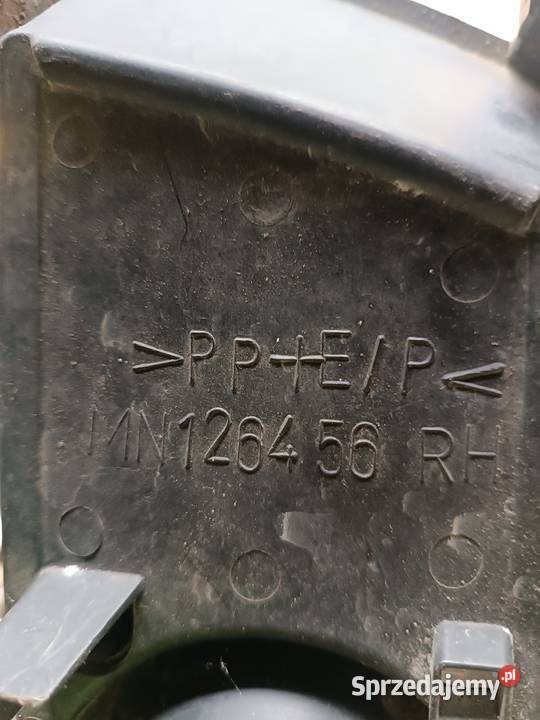 >PP+E/P<
MN126456 RH
Sprzedajemy.pl